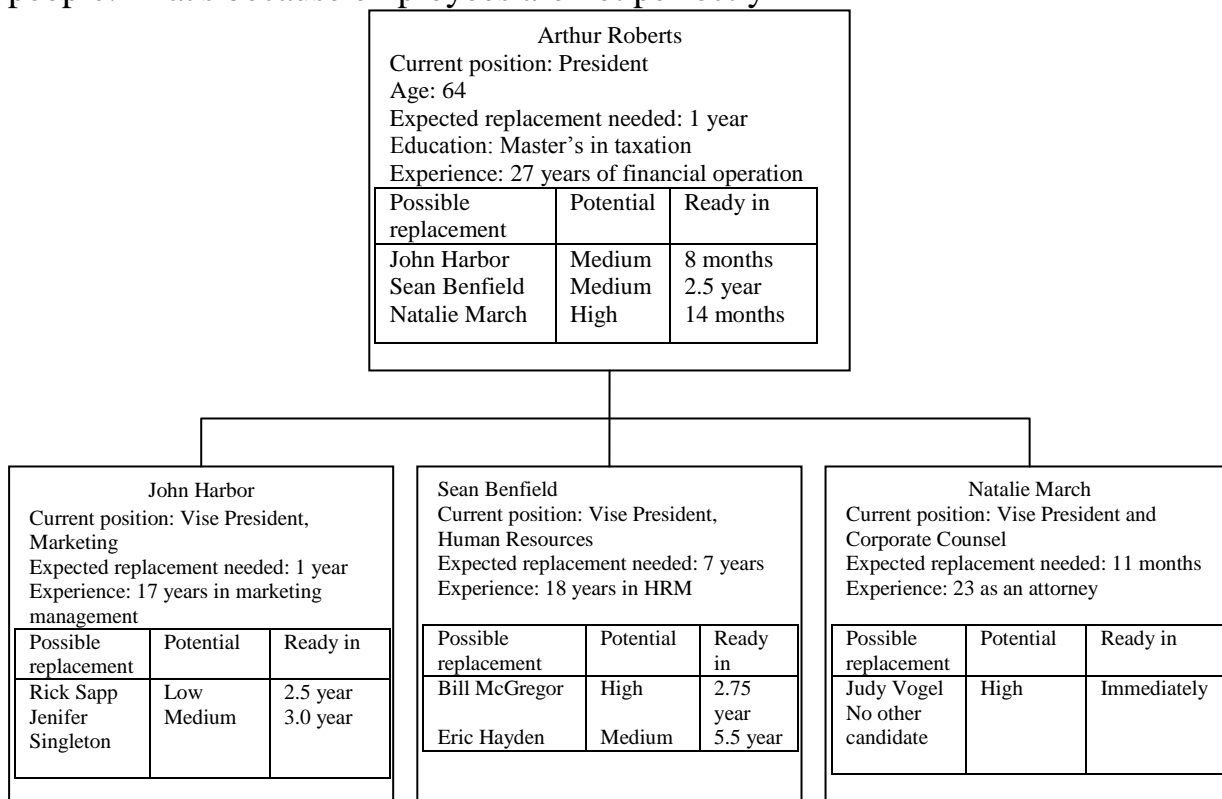 people. That's because employees are not perfectly
Arthur Roberts
Current position: President
Age: 64
Expected replacement needed: 1 year
Education: Master's in taxation
Experience: 27 years of financial operation
Possible replacement Potential Ready in
John Harbor Medium 8 months
Sean Benfield Medium 2.5 year
Natalie March High 14 months
John Harbor
Current position: Vise President,
Marketing
Expected replacement needed: 1 year
Experience: 17 years in marketing
management
Possible replacement Potential Ready in
Rick Sapp Low 2.5 year
Jenifer Medium 3.0 year
Singleton
Sean Benfield
Current position: Vise President,
Human Resources
Expected replacement needed: 7 years
Experience: 18 years in HRM
Possible replacement Potential Ready in
Bill McGregor High 2.75
year
Eric Hayden Medium 5.5 year
Natalie March
Current position: Vise President and
Corporate Counsel
Expected replacement needed: 11 months
Experience: 23 as an attorney
Possible replacement Potential Ready in
Judy Vogel High Immediately
No other
candidate